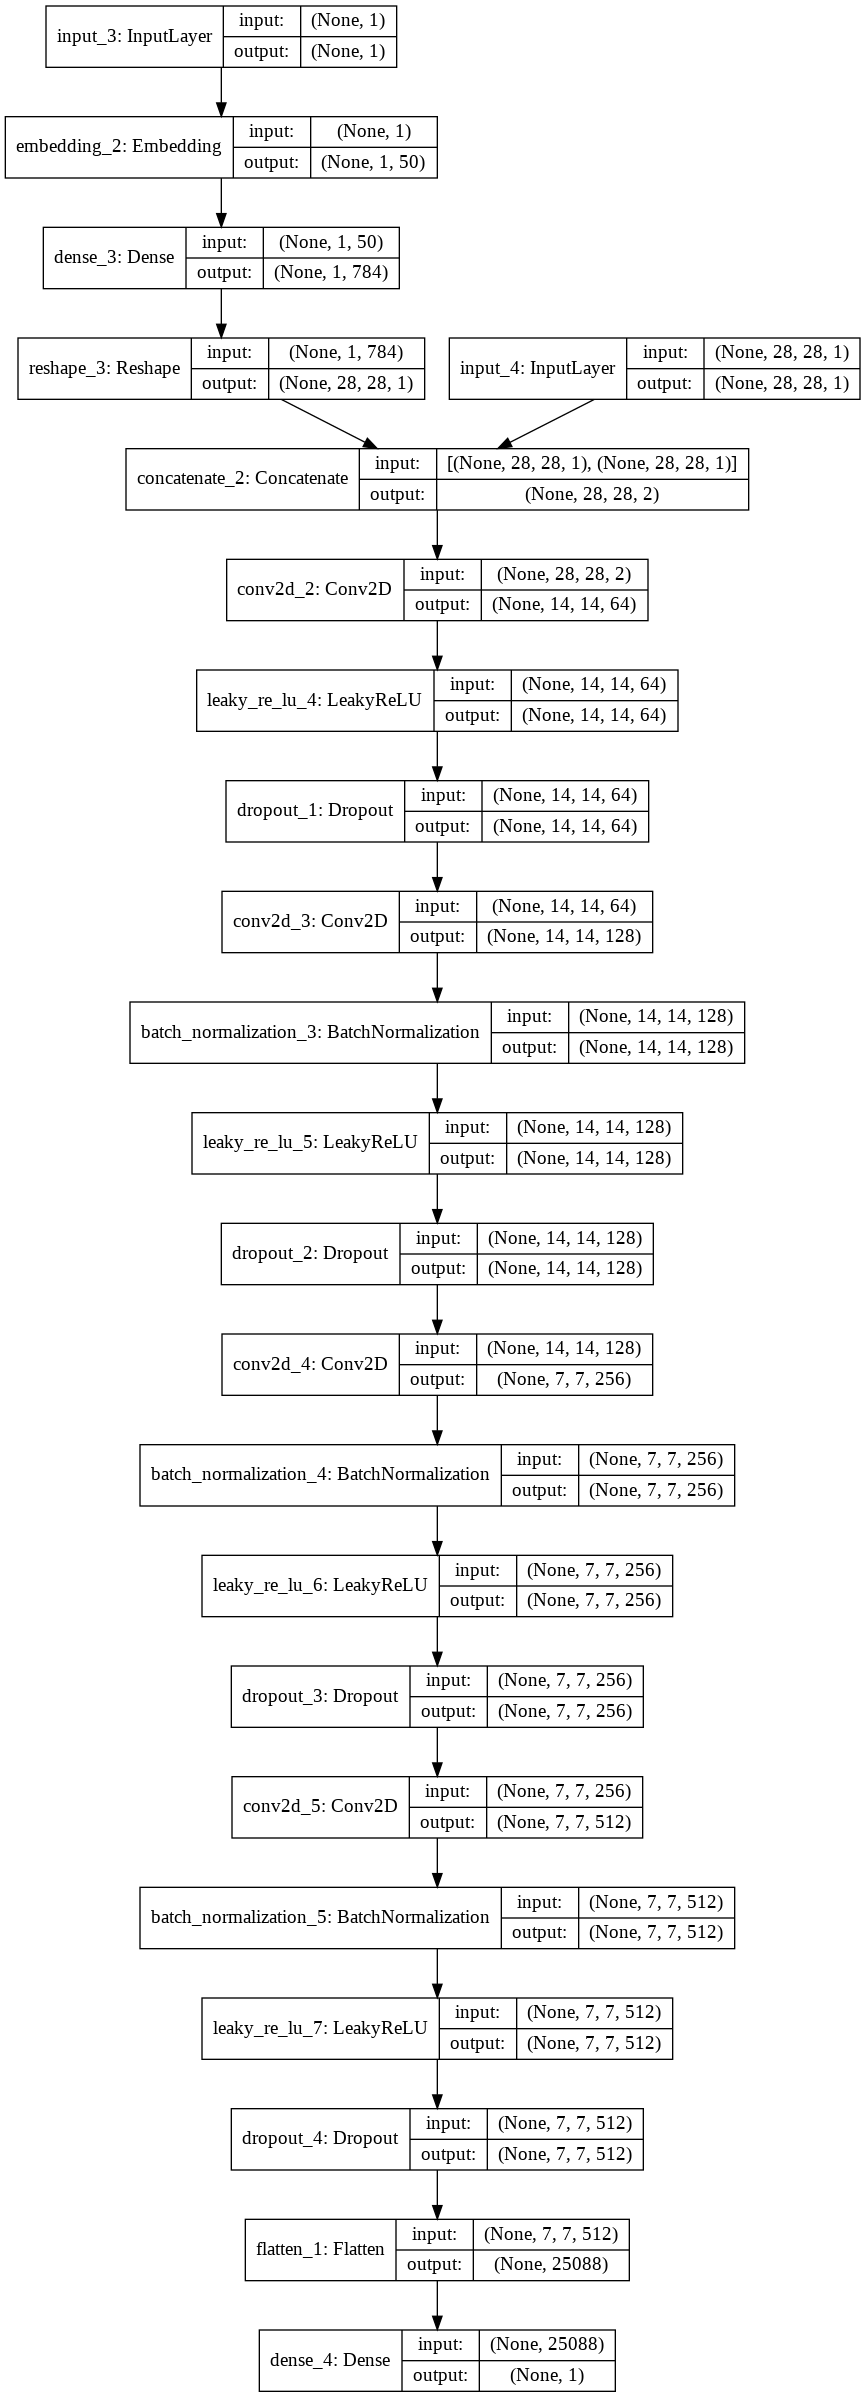 input_3: InputLayer
input: (None, 1)
output: (None, 1)
embedding_2: Embedding
input: (None, 1)
output: (None, 1, 50)
dense_3: Dense
input: (None, 1, 50)
output: (None, 1, 784)
reshape_3: Reshape
input: (None, 1, 784)
output: (None, 28, 28, 1)
input_4: InputLayer
input: (None, 28, 28, 1)
output: (None, 28, 28, 1)
concatenate_2: Concatenate
input: [(None, 28, 28, 1), (None, 28, 28, 1)]
output: (None, 28, 28, 2)
conv2d_2: Conv2D
input: (None, 28, 28, 2)
output: (None, 14, 14, 64)
leaky_re_lu_4: LeakyReLU
input: (None, 14, 14, 64)
output: (None, 14, 14, 64)
dropout_1: Dropout
input: (None, 14, 14, 64)
output: (None, 14, 14, 64)
conv2d_3: Conv2D
input: (None, 14, 14, 64)
output: (None, 14, 14, 128)
batch_normalization_3: BatchNormalization
input: (None, 14, 14, 128)
output: (None, 14, 14, 128)
leaky_re_lu_5: LeakyReLU
input: (None, 14, 14, 128)
output: (None, 14, 14, 128)
dropout_2: Dropout
input: (None, 14, 14, 128)
output: (None, 14, 14, 128)
conv2d_4: Conv2D
input: (None, 14, 14, 128)
output: (None, 7, 7, 256)
batch_normalization_4: BatchNormalization
input: (None, 7, 7, 256)
output: (None, 7, 7, 256)
leaky_re_lu_6: LeakyReLU
input: (None, 7, 7, 256)
output: (None, 7, 7, 256)
dropout_3: Dropout
input: (None, 7, 7, 256)
output: (None, 7, 7, 256)
conv2d_5: Conv2D
input: (None, 7, 7, 256)
output: (None, 7, 7, 512)
batch_normalization_5: BatchNormalization
input: (None, 7, 7, 512)
output: (None, 7, 7, 512)
leaky_re_lu_7: LeakyReLU
input: (None, 7, 7, 512)
output: (None, 7, 7, 512)
dropout_4: Dropout
input: (None, 7, 7, 512)
output: (None, 7, 7, 512)
flatten_1: Flatten
input: (None, 7, 7, 512)
output: (None, 25088)
dense_4: Dense
input: (None, 25088)
output: (None, 1)